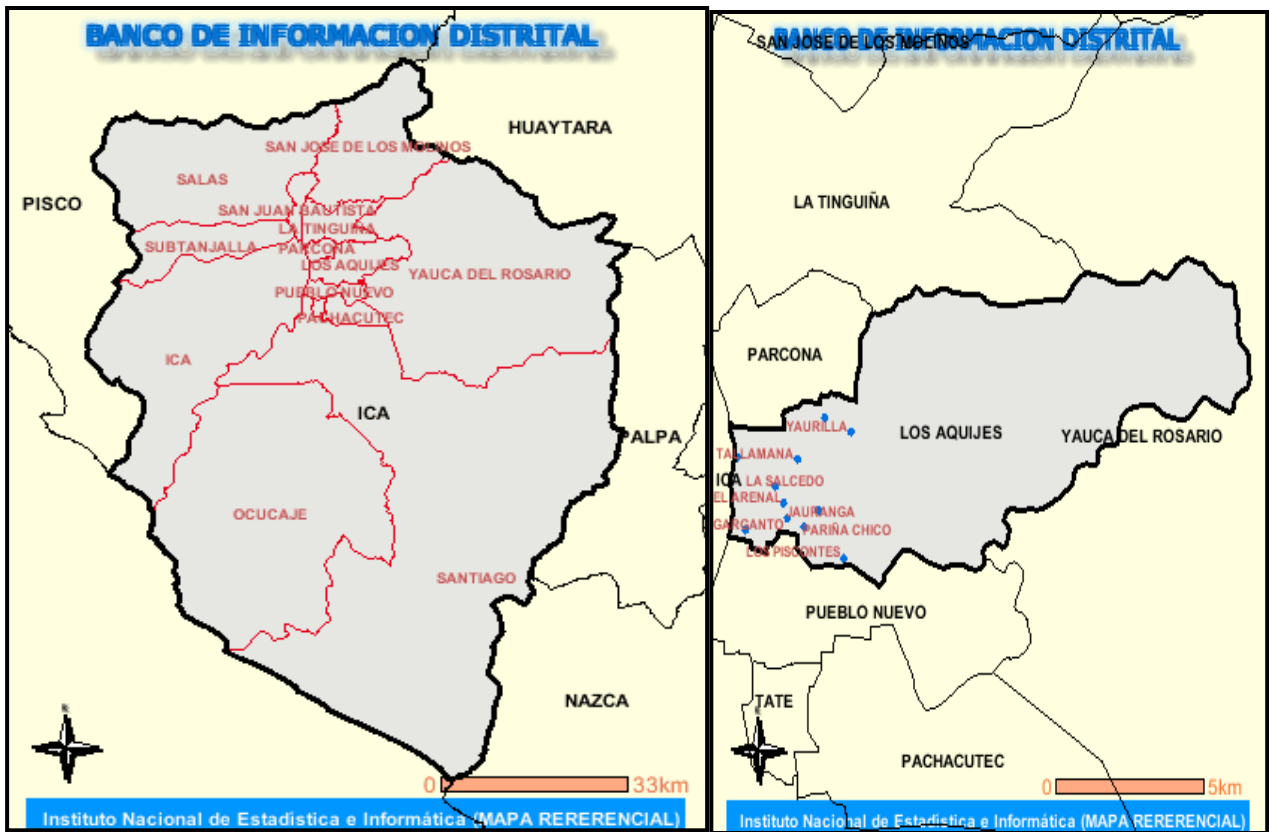 BANCO DE INFORMACION DISTRITAL
HUAYTARA
SAN JOSE DE LOS MOLINOS
SALAS
PISCO
SAN JUAN BAUTISTA
LA TINGUIÑA
SUBTANJALLA
PARCONA
LOS AQUIJES
YAUCA DEL ROSARIO
PUEBLO NUEVO
PACHACUTEC
ICA
ICA
PALPA
OCUCAJE
SANTIAGO
NAZCA
N
0 33km
Instituto Nacional de Estadística e Informática (MAPA RERERENCIAL)
BANCO DE INFORMACION DISTRITAL
SAN JOSE DE LOS MOLINOS
LA TINGUIÑA
PARCONA
YAURILLA
LOS AQUIJES
YAUCA DEL ROSARIO
TALLAMANA
ICA
LA SALCEDO
EL ARENAL
JAURANGA
GARGANTO
PARIÑA CHICO
LOS PISCONTES
PUEBLO NUEVO
TATE
N
PACHACUTEC
0 5km
Instituto Nacional de Estadística e Informática (MAPA RERERENCIAL)